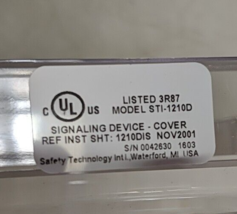 LISTED 3R87
C UL US MODEL STI-1210D
SIGNALING DEVICE - COVER
REF INST SHT: 1210DIS NOV2001
S/N 0042630 1603
Safety Technology Int'l., Waterford, MI. USA